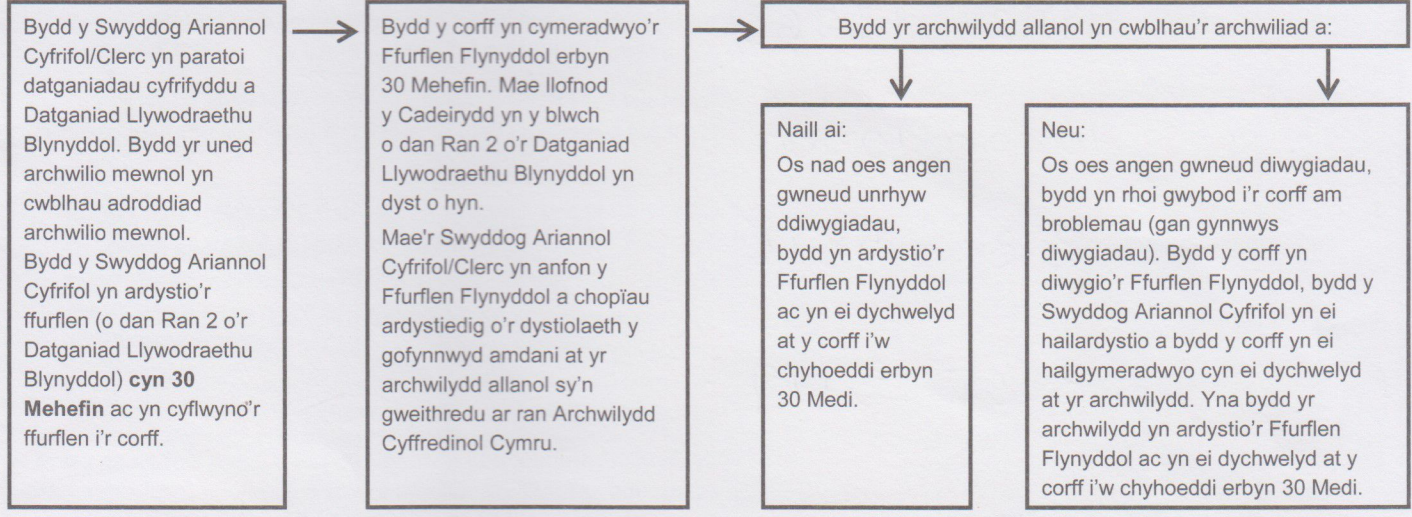 Bydd y Swyddog Ariannol
Cyfrifol/Clerc yn paratoi
datganiadau cyfrifyddu a
Datganiad Llywodraethu
Blynyddol. Bydd yr uned
archwilio mewnol yn
cwblhau adroddiad
archwilio mewnol.
Bydd y Swyddog Ariannol
Cyfrifol yn ardystio’r
ffurflen (o dan Ran 2 o’r
Datganiad Llywodraethu
Blynyddol) cyn 30
Mehefin ac yn cyflwyno’r
ffurflen i’r corff.
Bydd y corff yn cymeradwyo’r
Ffurflen Flynyddol erbyn
30 Mehefin. Mae llofnod
y Cadeirydd yn y blwch
o dan Ran 2 o’r Datganiad
Llywodraethu Blynyddol yn
dyst o hyn.
Mae'r Swyddog Ariannol
Cyfrifol/Clerc yn anfon y
Ffurflen Flynyddol a chopïau
ardystiedig o’r dystiolaeth y
gofynnwyd amdani at yr
archwilydd allanol sy’n
gweithredu ar ran Archwilydd
Cyffredinol Cymru.
Bydd yr archwilydd allanol yn cwblhau’r archwiliad a:
Naill ai:
Os nad oes angen
gwneud unrhyw
ddiwygiadau,
bydd yn ardystio’r
Ffurflen Flynyddol
ac yn ei dychwelyd
at y corff i’w
chyhoeddi erbyn
30 Medi.
Neu:
Os oes angen gwneud diwygiadau,
bydd yn rhoi gwybod i’r corff am
broblemau (gan gynnwys
diwygiadau). Bydd y corff yn
diwygio’r Ffurflen Flynyddol, bydd y
Swyddog Ariannol Cyfrifol yn ei
hailardystio a bydd y corff yn ei
hailgymeradwyo cyn ei dychwelyd
at yr archwilydd. Yna bydd yr
archwilydd yn ardystio’r Ffurflen
Flynyddol ac yn ei dychwelyd at y
corff i’w chyhoeddi erbyn 30 Medi.